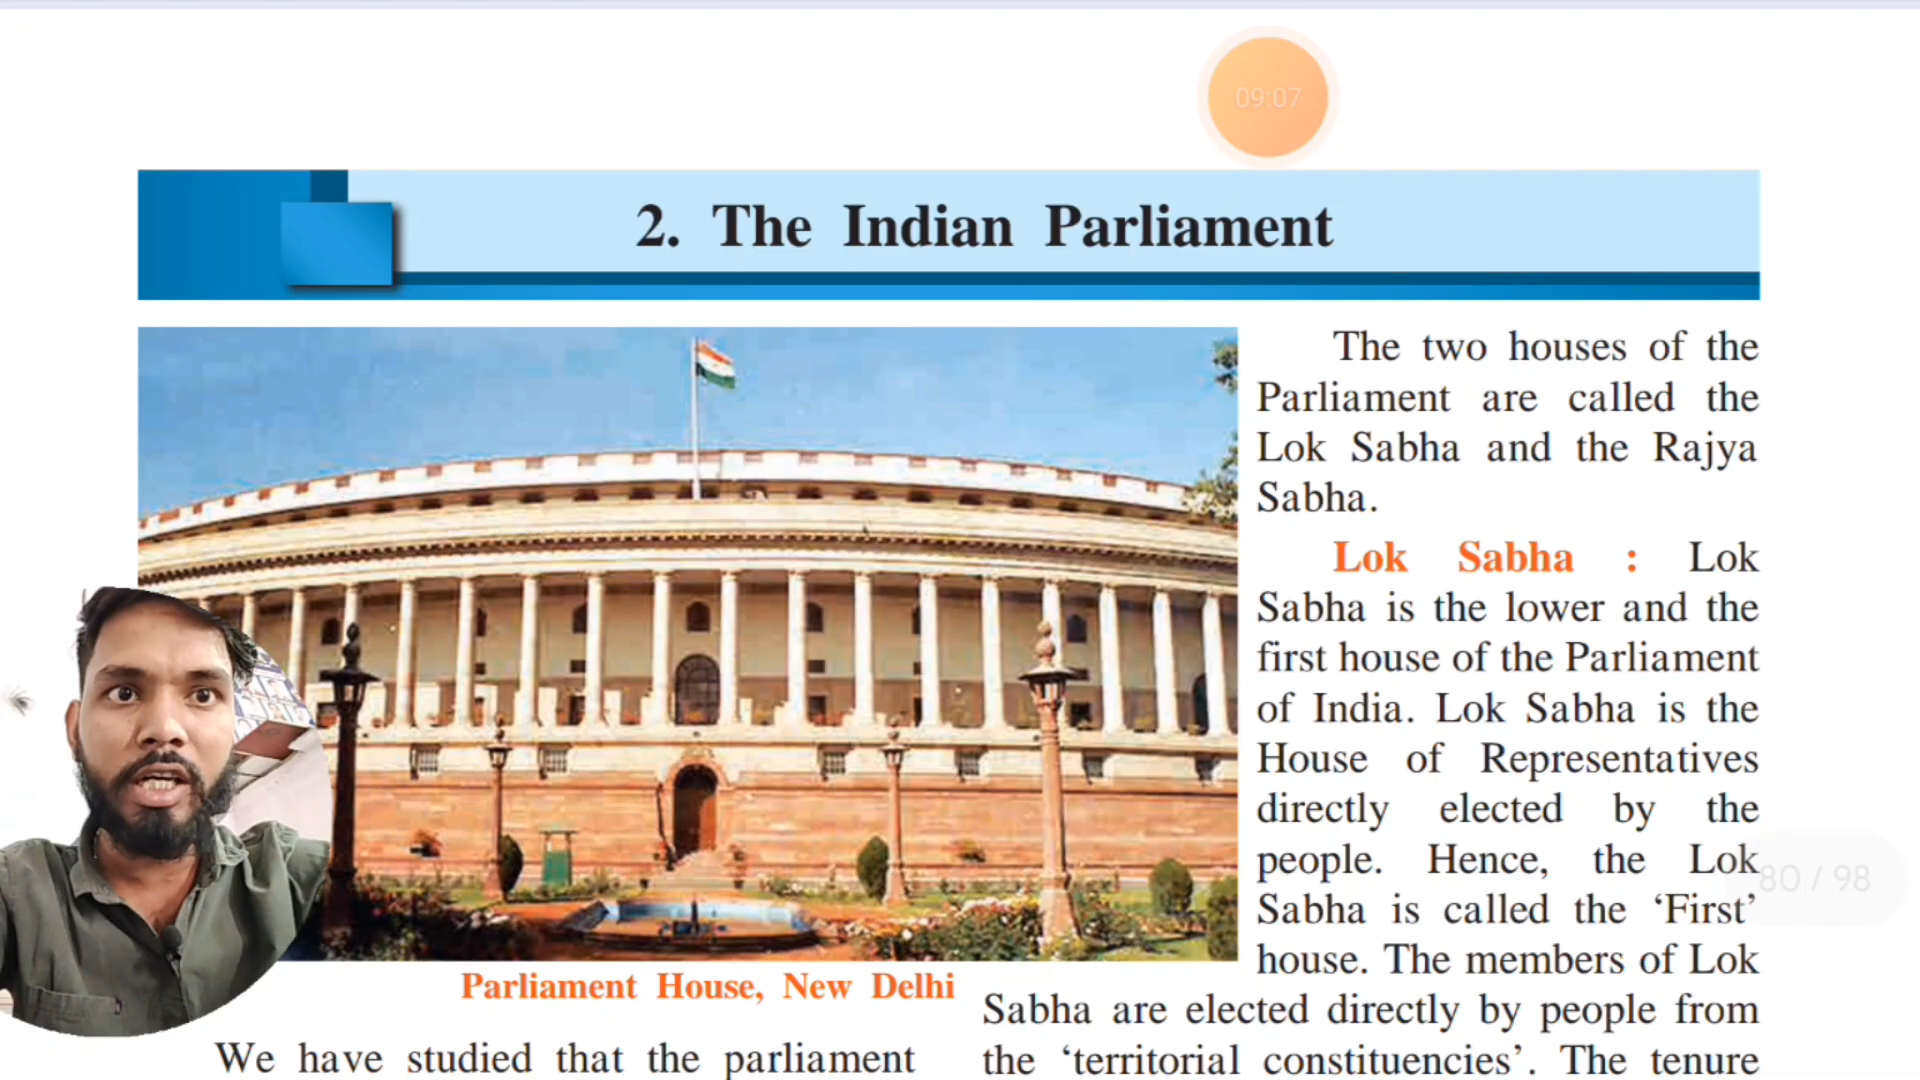 09:07
2. The Indian Parliament
The two houses of the
Parliament are called the
Lok Sabha and the Rajya
Sabha.
Lok Sabha : Lok
Sabha is the lower and the
first house of the Parliament
of India. Lok Sabha is the
House of Representatives
directly elected by the
people. Hence, the Lok
Sabha is called the ‘First’
house. The members of Lok
Sabha are elected directly by people from
the ‘territorial constituencies’. The tenure
80 / 98
Parliament House, New Delhi
We have studied that the parliament